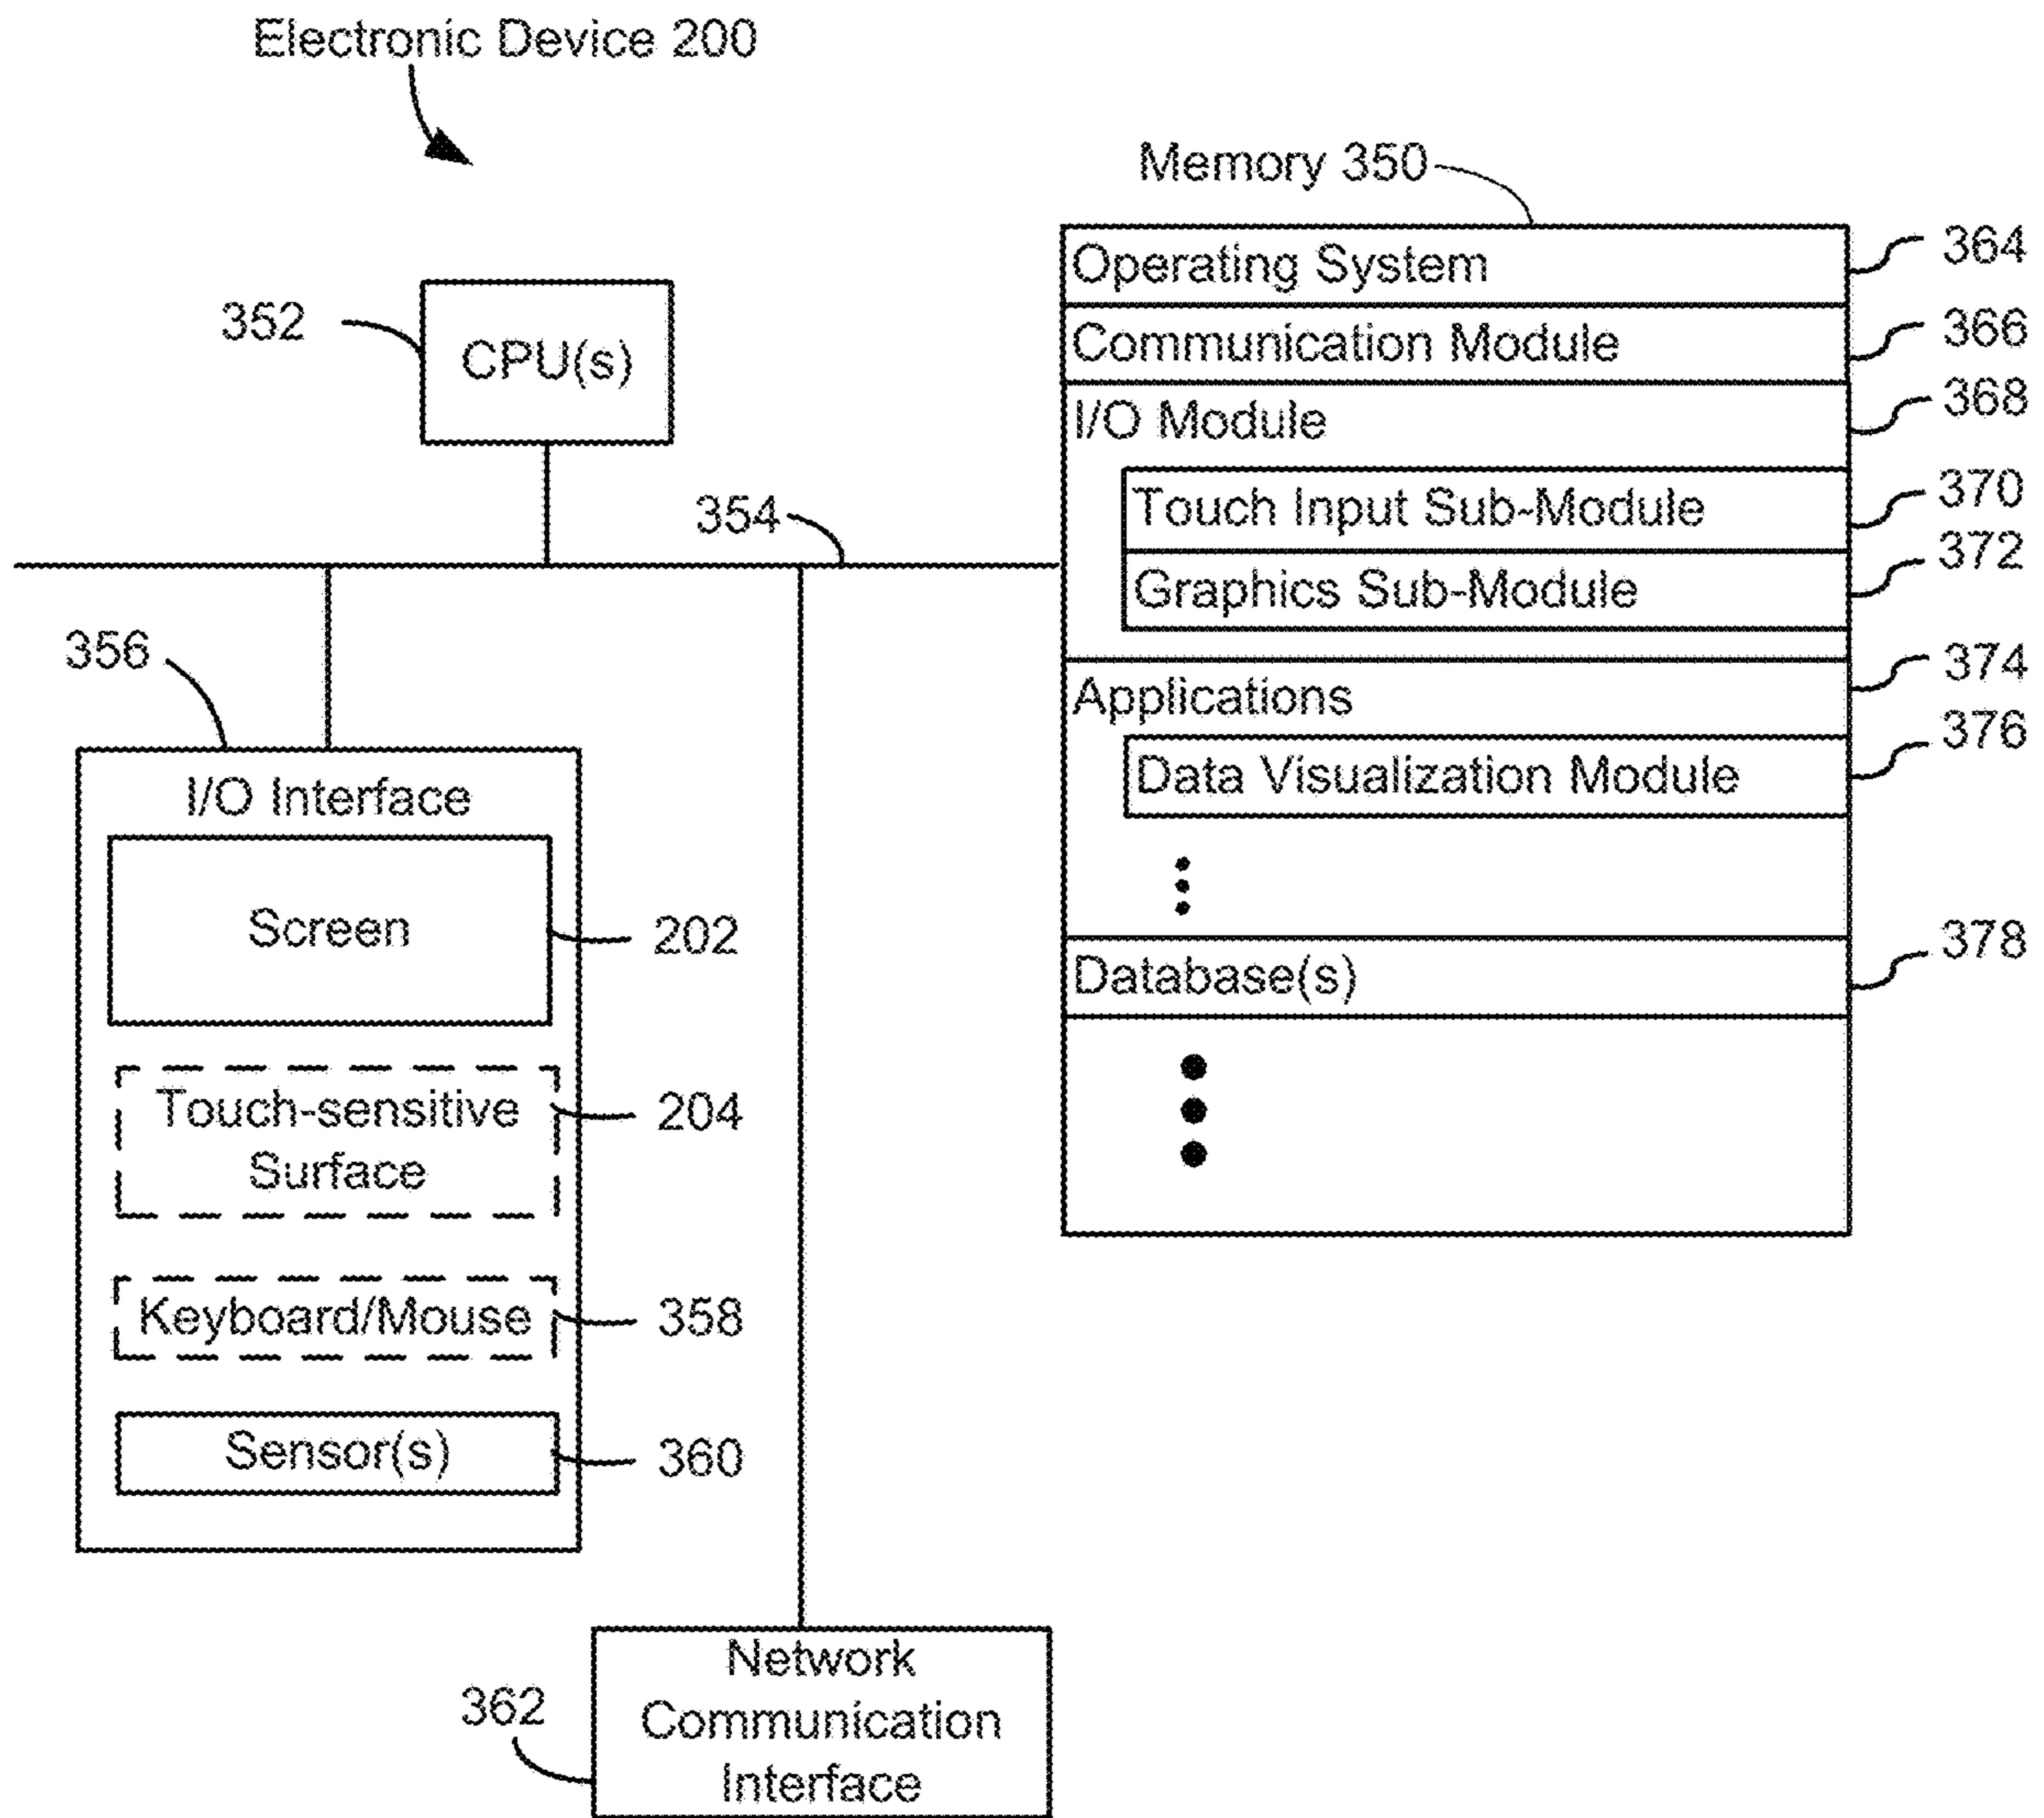 Electronic Device 200
Memory 350
Operating System
364
Communication Module
366
I/O Module
368
Touch Input Sub-Module
370
Graphics Sub-Module
372
Applications
374
Data Visualization Module
376
Database(s)
378
352
CPU(s)
354
356
I/O Interface
Screen
202
Touch-sensitive
Surface
204
Keyboard/Mouse
358
Sensor(s)
360
362
Network
Communication
Interface